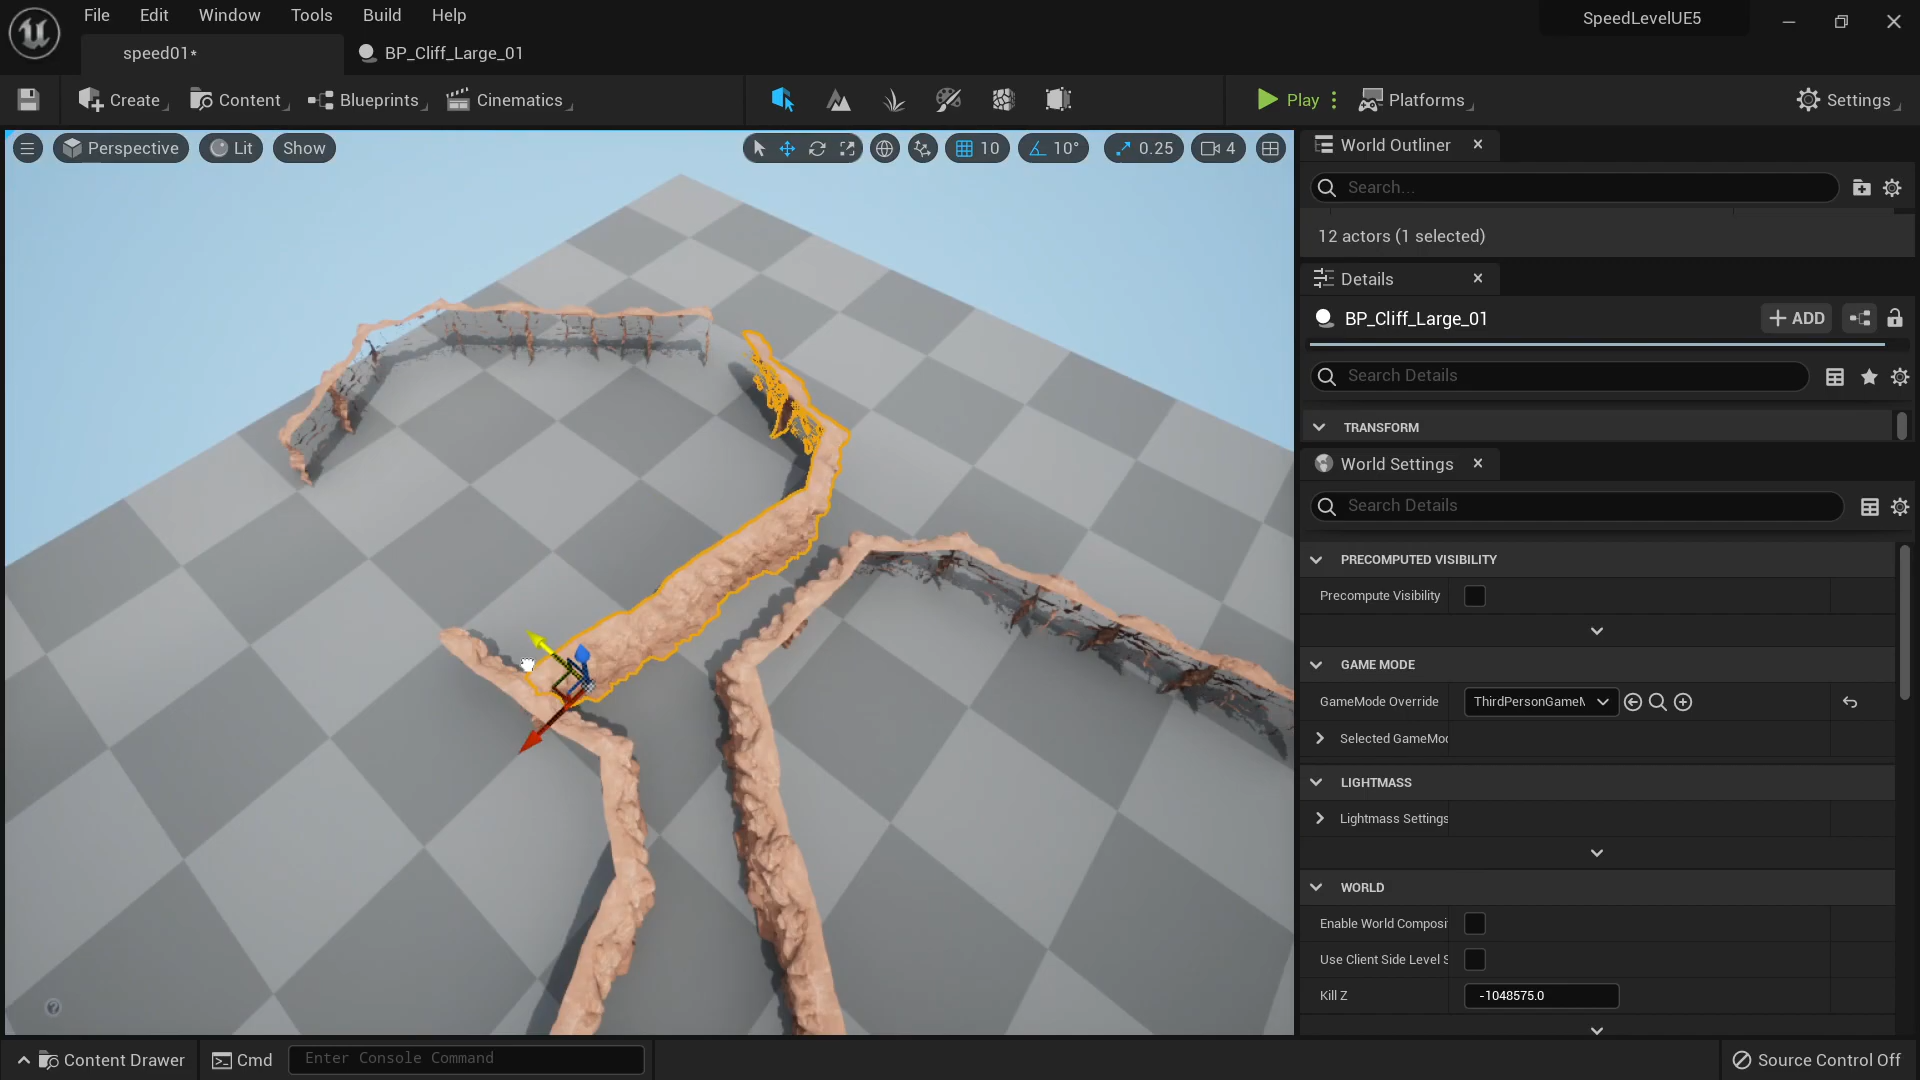 File Edit Window Tools Build Help
SpeedLevelUE5
speed01*
BP_Cliff_Large_01
Create Content Blueprints Cinematics
Play Platforms Settings
Perspective Lit Show
10 10° 0.25 4
World Outliner
Search...
12 actors (1 selected)
Details
BP_Cliff_Large_01
ADD
Search Details
TRANSFORM
World Settings
Search Details
PRECOMPUTED VISIBILITY
Precompute Visibility
GAME MODE
GameMode Override ThirdPersonGameM
Selected GameMod
LIGHTMASS
Lightmass Settings
WORLD
Enable World Composi
Use Client Side Level S
Kill Z -1048575.0
Content Drawer Cmd Enter Console Command
Source Control Off